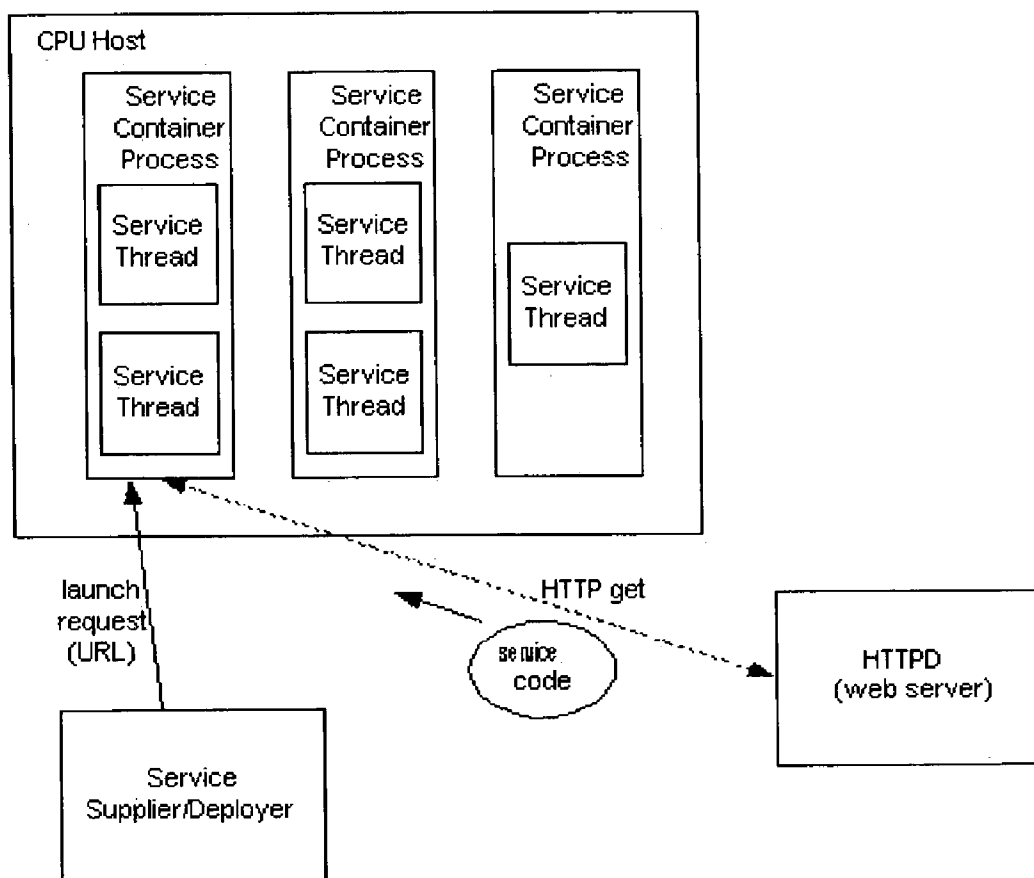 CPU Host
Service
Container
Process
Service
Thread
Service
Thread
Service
Container
Process
Service
Thread
Service
Thread
Service
Container
Process
Service
Thread
launch
request
(URL)
HTTP get
service
code
HTTPD
(web server)
Service
Supplier/Deployer